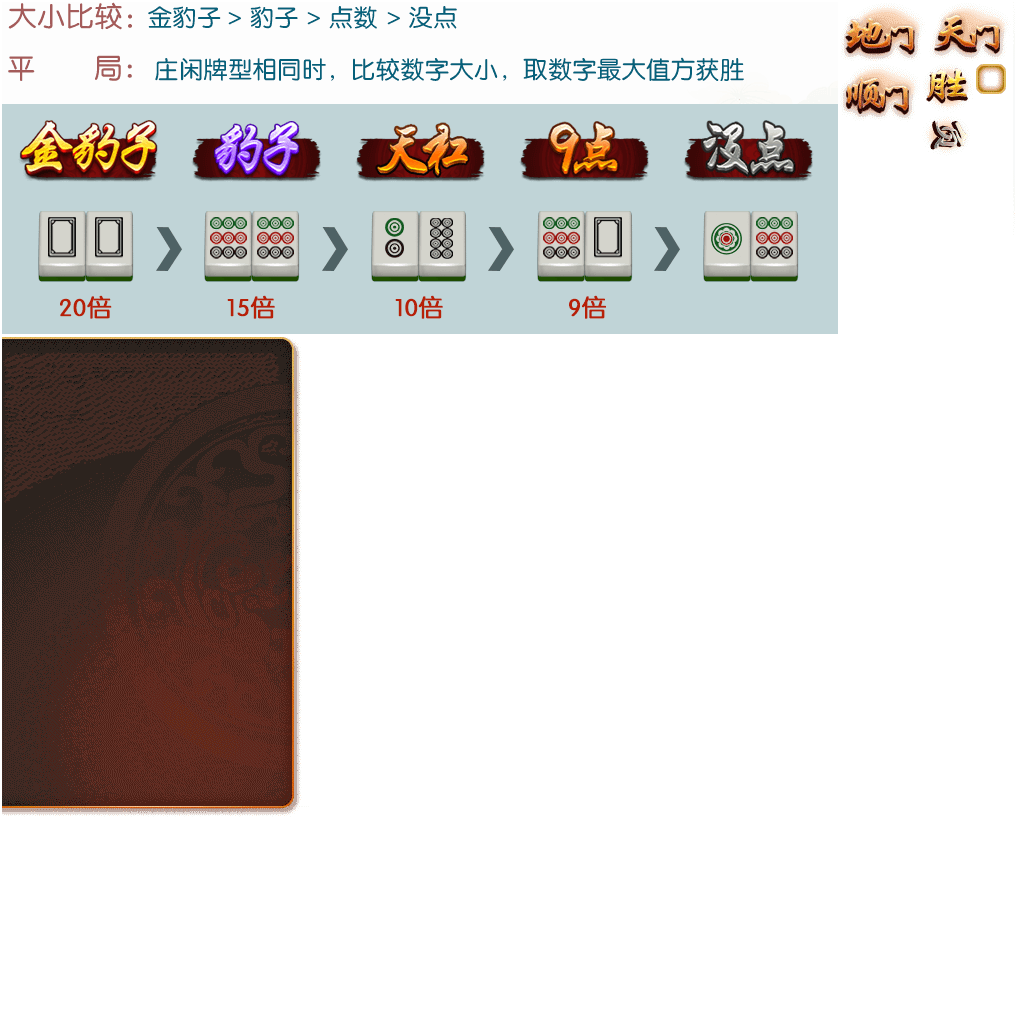 大小比较：金豹子 > 豹子 > 点数 > 没点
平局：庄闲牌型相同时，比较数字大小，取数字最大值方获胜
金豹子 豹子 天杠 9点 没点
20倍 15倍 10倍 9倍
地门 天门
顺门 胜
点